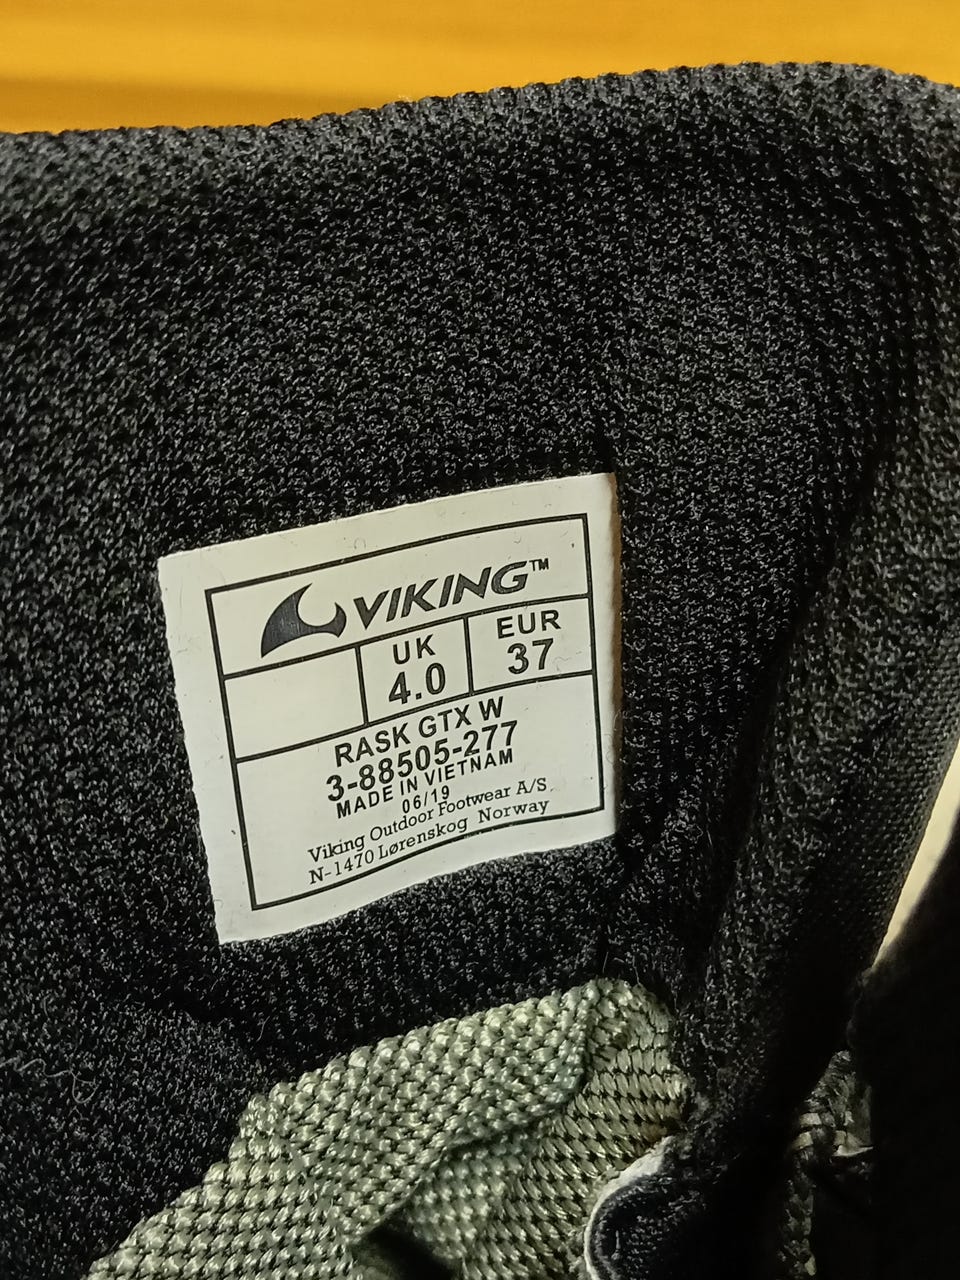 VIKING™
UK
4.0
EUR
37
RASK GTX W
3-88505-277
MADE IN VIETNAM
06/19
Viking Outdoor Footwear A/S
N-1470 Lørenskog Norway